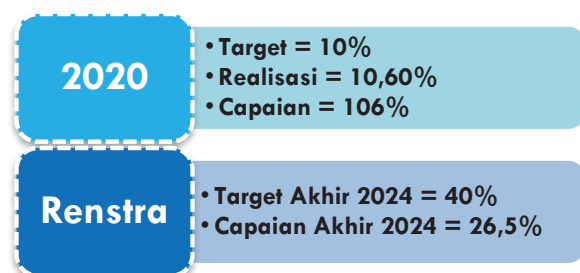 2020
• Target = 10%
• Realisasi = 10,60%
• Capaian = 106%
Renstra
• Target Akhir 2024 = 40%
• Capaian Akhir 2024 = 26,5%